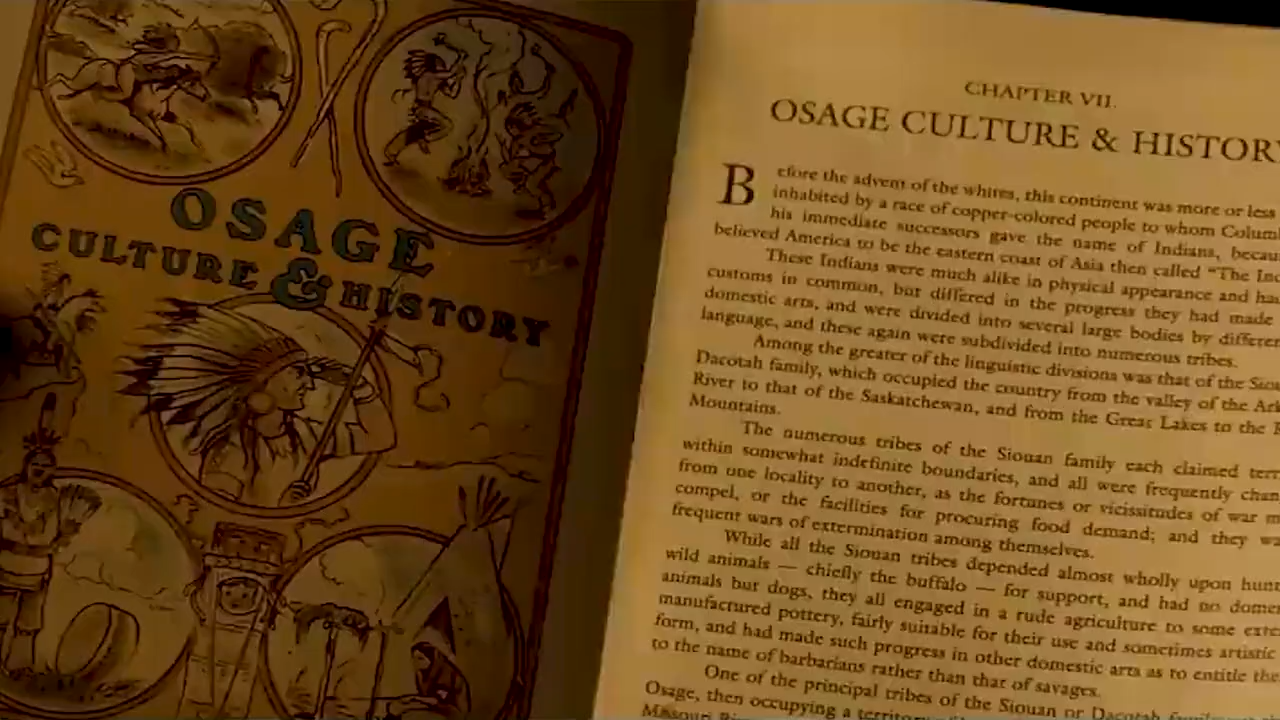 OSAGE
CULTURE & HISTORY
CHAPTER VII.
OSAGE CULTURE & HISTORY
Before the advent of the whites, this continent was more or less
inhabited by a race of copper-colored people to whom Colum
his immediate successors gave the name of Indians, becau
believed America to be the eastern coast of Asia then called "The In
These Indians were much alike in physical appearance and ha
customs in common, but differed in the progress they had made
domestic arts, and were divided into several large bodies by differen
language, and these again were subdivided into numerous tribes.
Among the greater of the linguistic divisions was that of the Siou
Dacotah family, which occupied the country from the valley of the Ark
River to that of the Saskatchewan, and from the Great Lakes to the R
Mountains.
The numerous tribes of the Siouan family each claimed terr
within somewhat indefinite boundaries, and all were frequently chan
from one locality to another, as the fortunes or vicissitudes of war m
compel, or the facilities for procuring food demand; and they wa
frequent wars of extermination among themselves.
While all the Siouan tribes depended almost wholly upon hunt
wild animals — chiefly the buffalo — for support, and had no dome
animals but dogs, they all engaged in a rude agriculture to some exte
manufactured pottery, fairly suitable for their use and sometimes artistic
form, and had made such progress in other domestic arts as to entitle the
to the name of barbarians rather than that of savages.
One of the principal tribes of the Siouan or Dacotah
Osage, then occupying a
Missouri